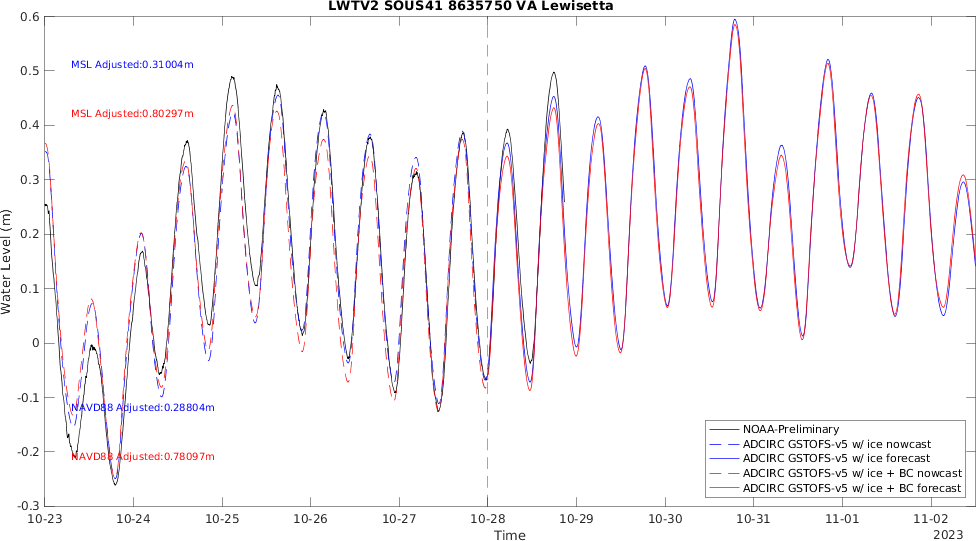 LWTV2 SOUS41 8635750 VA Lewisetta
0.6
0.5
0.4
0.3
0.2
0.1
0
-0.1
-0.2
-0.3
Water Level (m)
MSL Adjusted:0.31004m
MSL Adjusted:0.80297m
NAVD88 Adjusted:0.28804m
NAVD88 Adjusted:0.78097m
NOAA-Preliminary
ADCIRC GSTOFS-v5 w/ ice nowcast
ADCIRC GSTOFS-v5 w/ ice forecast
ADCIRC GSTOFS-v5 w/ ice + BC nowcast
ADCIRC GSTOFS-v5 w/ ice + BC forecast
10-23 10-24 10-25 10-26 10-27 10-28 10-29 10-30 10-31 11-01 11-02
Time
2023